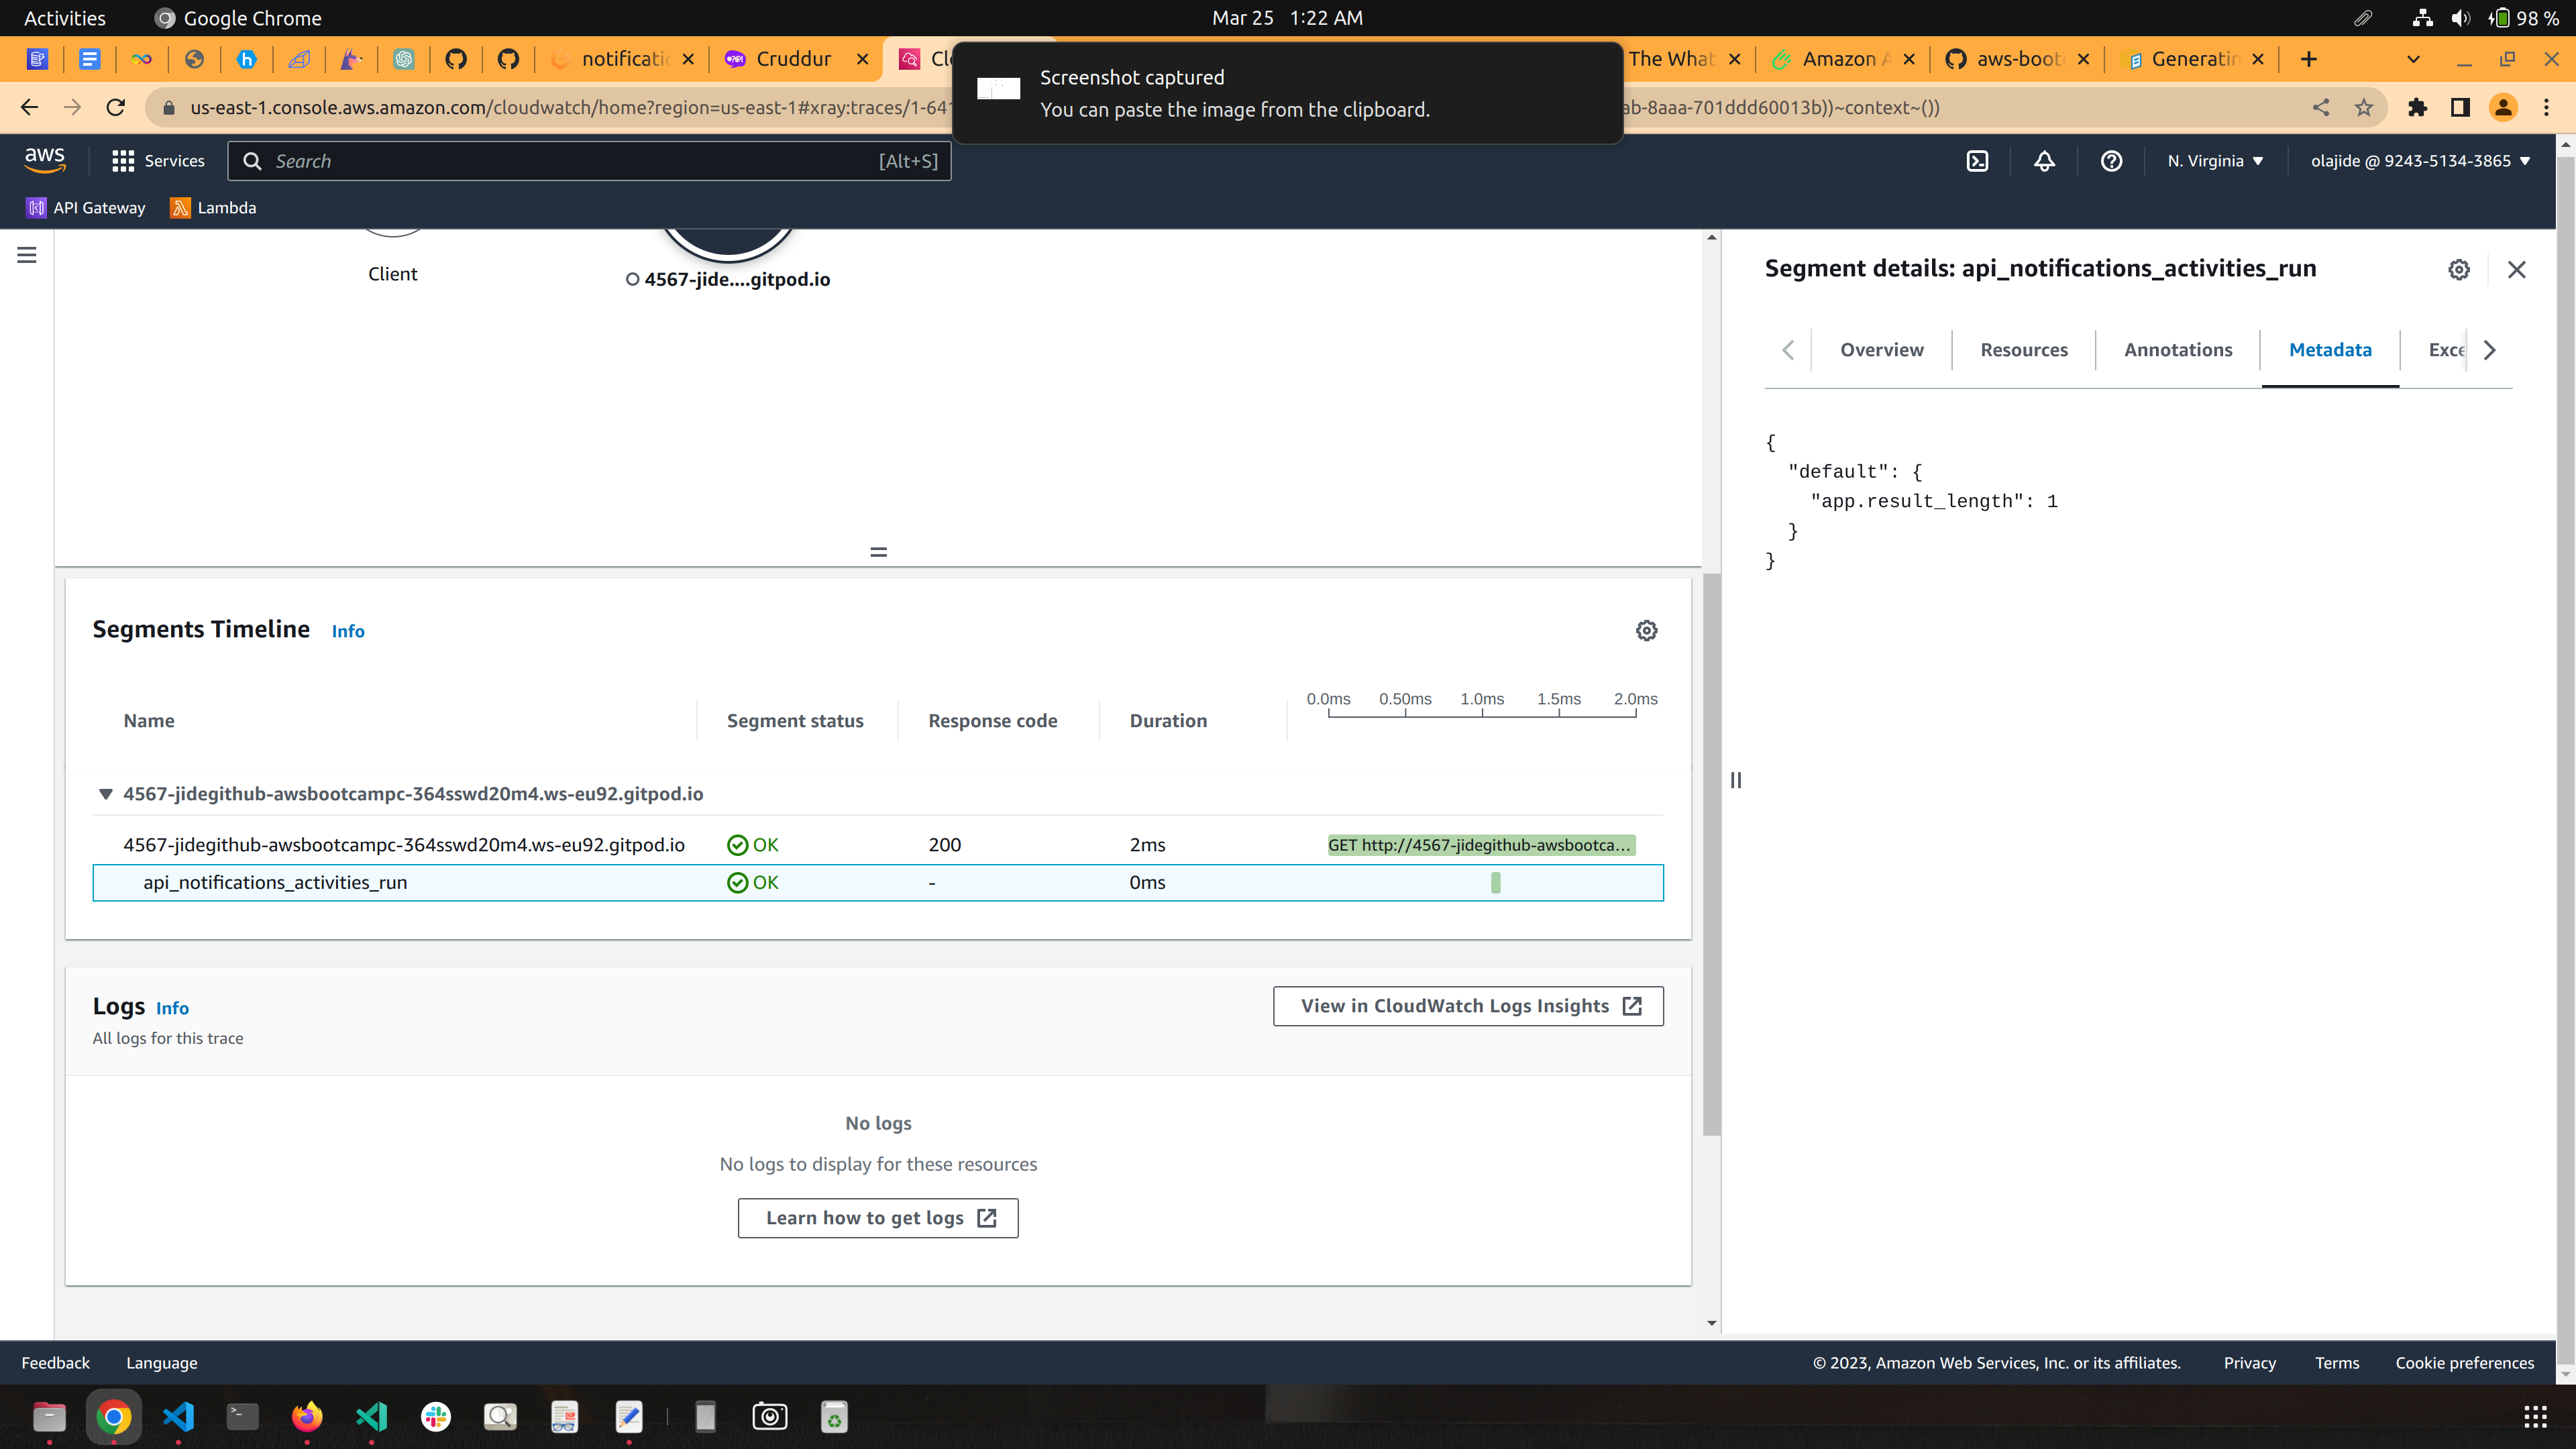 Activities
Google Chrome
Mar 25 1:22 AM
98 %
notificatio
Cruddur
Screenshot captured
You can paste the image from the clipboard.
The What
Amazon A
aws-boot
Generatin
us-east-1.console.aws.amazon.com/cloudwatch/home?region=us-east-1#xray:traces/1-641
ab-8aaa-701ddd60013b))~context~())
aws
Services
Search
[Alt+S]
N. Virginia
olajide @ 9243-5134-3865
API Gateway
Lambda
Client
4567-jide....gitpod.io
Segment details: api_notifications_activities_run
Overview
Resources
Annotations
Metadata
Exce
{
"default": {
"app.result_length": 1
}
}
Segments Timeline Info
0.0ms 0.50ms 1.0ms 1.5ms 2.0ms
Name Segment status Response code Duration
4567-jidegithub-awsbootcampc-364sswd20m4.ws-eu92.gitpod.io
4567-jidegithub-awsbootcampc-364sswd20m4.ws-eu92.gitpod.io OK 200 2ms GET http://4567-jidegithub-awsbootca...
api_notifications_activities_run OK - 0ms
Logs Info
All logs for this trace
View in CloudWatch Logs Insights
No logs
No logs to display for these resources
Learn how to get logs
Feedback Language
© 2023, Amazon Web Services, Inc. or its affiliates. Privacy Terms Cookie preferences